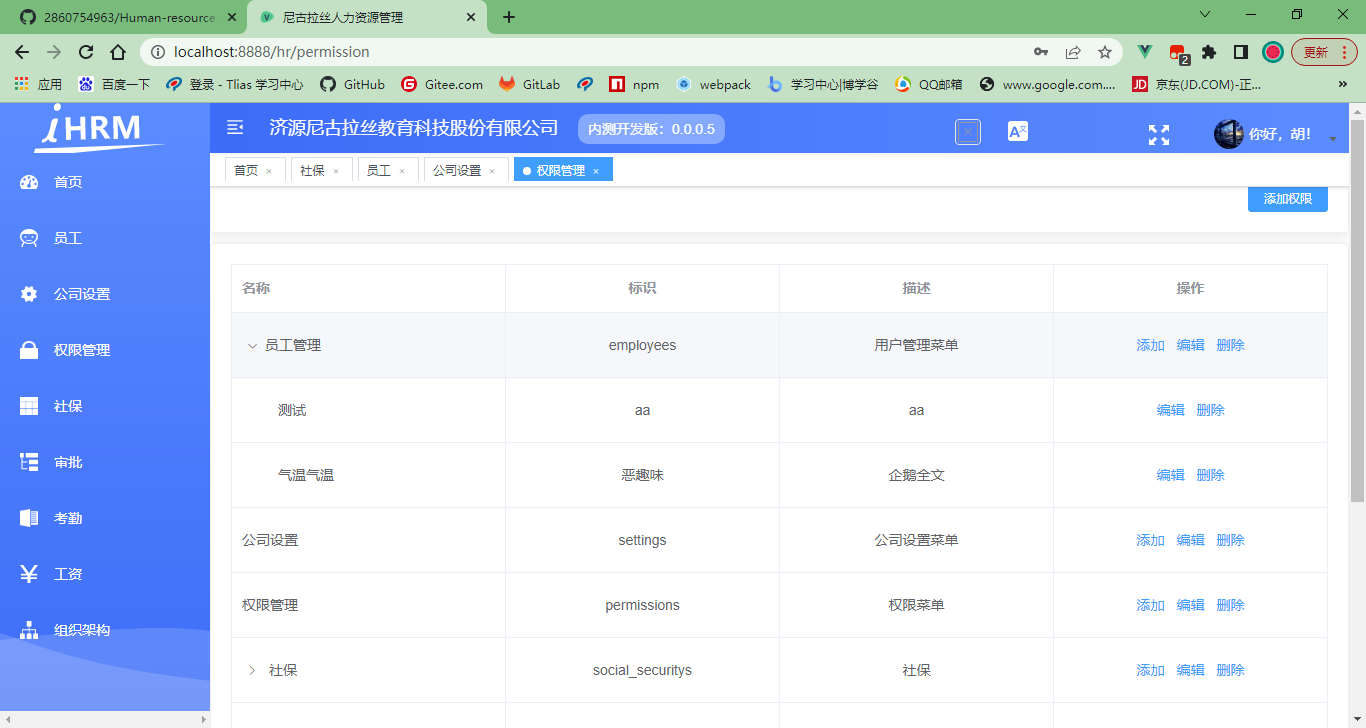 2860754963/Human-resource-
尼古拉丝人力资源管理
localhost:8888/hr/permission
2
更新
应用
百度一下
登录 - Tlias 学习中心
GitHub
Gitee.com
GitLab
npm
webpack
学习中心|博学谷
QQ邮箱
www.google.com....
JD
京东(JD.COM)-正...
iHRM
济源尼古拉丝教育科技股份有限公司
内测开发版：0.0.0.5
你好，胡！
首页
社保
员工
公司设置
权限管理
添加权限
首页
员工
公司设置
权限管理
社保
审批
考勤
工资
组织架构
名称 标识 描述 操作
员工管理 employees 用户管理菜单 添加 编辑 删除
测试 aa aa 编辑 删除
气温气温 恶趣味 企鹅全文 编辑 删除
公司设置 settings 公司设置菜单 添加 编辑 删除
权限管理 permissions 权限菜单 添加 编辑 删除
社保 social_securitys 社保 添加 编辑 删除